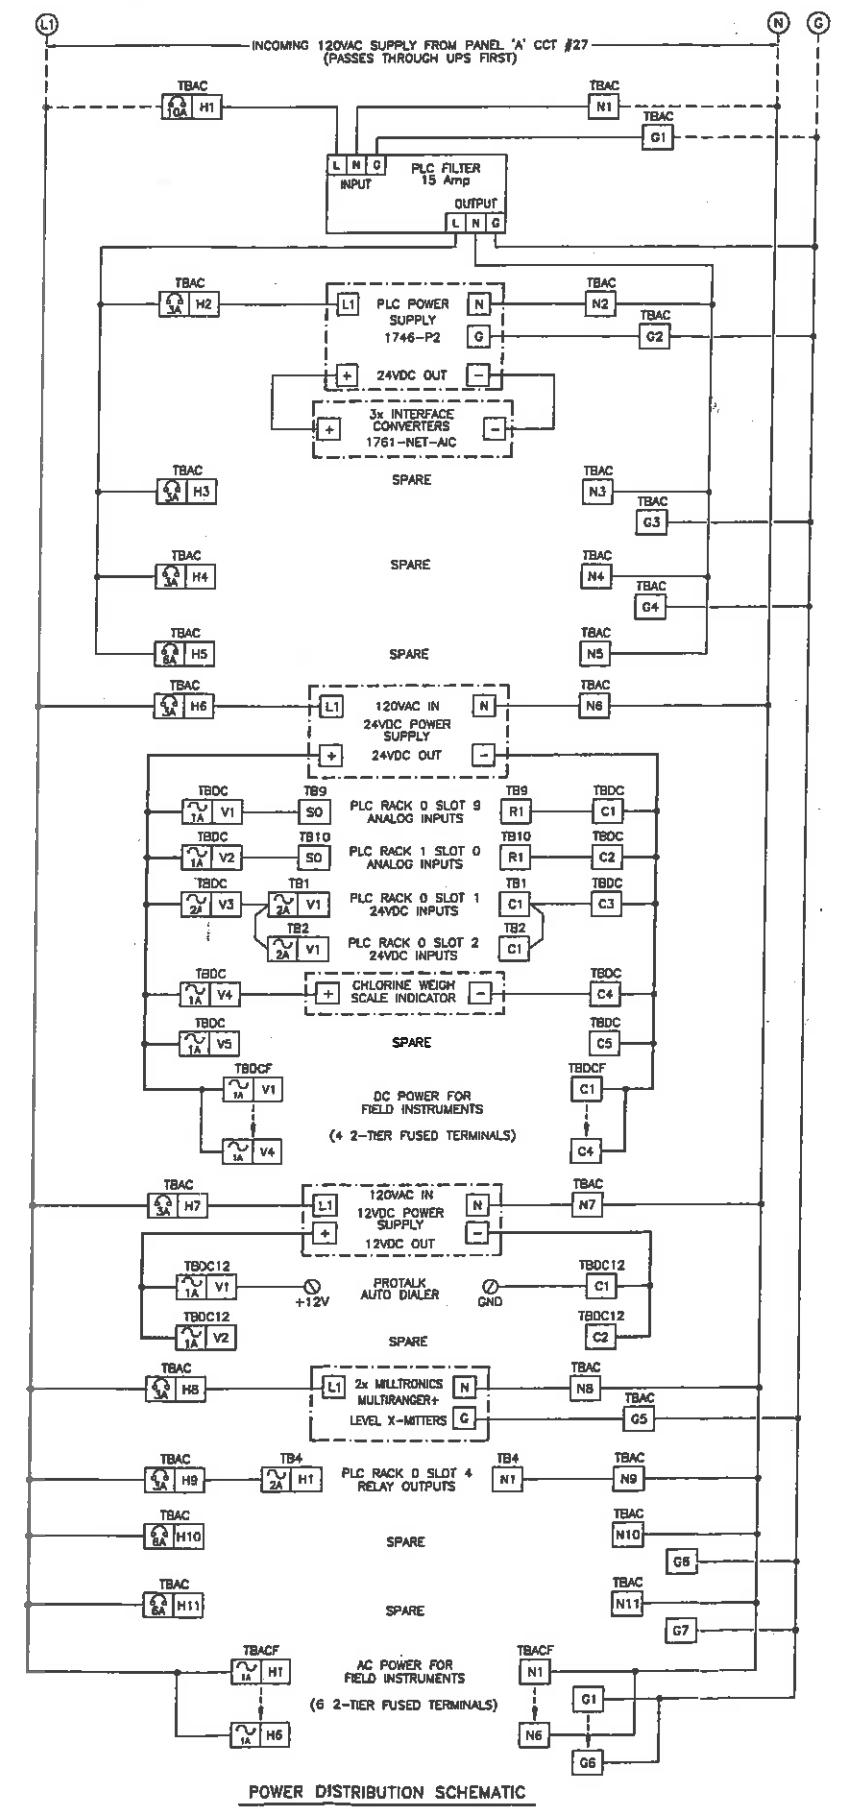 L1 N G
INCOMING 120VAC SUPPLY FROM PANEL 'A' CCT #27
(PASSES THROUGH UPS FIRST)
TBAC TBAC
10A H1 N1
TBAC
G1
L N G PLC FILTER
INPUT 15 Amp
OUTPUT
L N G
TBAC TBAC
3A H2 L1 PLC POWER N N2
SUPPLY TBAC
1746-P2 G G2
+ 24VDC OUT -
3x INTERFACE
+ CONVERTERS -
1761-NET-AIC
TBAC SPARE TBAC
3A H3 N3
TBAC
G3
TBAC SPARE TBAC
3A H4 N4
TBAC
G4
TBAC TBAC
6A H5 SPARE N5
TBAC TBAC
3A H6 L1 120VAC IN N N6
24VDC POWER
SUPPLY
+ 24VDC OUT -
TBDC TB9 PLC RACK 0 SLOT 9 TB9 TBDC
1A V1 S0 ANALOG INPUTS R1 C1
TBDC TB10 PLC RACK 1 SLOT 0 TB10 TBDC
1A V2 S0 ANALOG INPUTS R1 C2
TBDC TB1 PLC RACK 0 SLOT 1 TB1 TBDC
2A V3 2A V1 24VDC INPUTS C1 C3
TB2 PLC RACK 0 SLOT 2 TB2
2A V1 24VDC INPUTS C1
TBDC CHLORINE WEIGH TBDC
1A V4 + SCALE INDICATOR - C4
TBDC TBDC
1A V5 SPARE C5
TBDCF TBDCF
1A V1 DC POWER FOR C1
FIELD INSTRUMENTS
(4 2-TIER FUSED TERMINALS)
1A V4 C4
TBAC 120VAC IN TBAC
3A H7 L1 12VDC POWER N N7
SUPPLY
+ 12VDC OUT -
TBDC12 PROTALK TBDC12
1A V1 +12V AUTO DIALER GND C1
TBDC12 TBDC12
1A V2 SPARE C2
TBAC TBAC
3A H8 L1 2x MILLTRONICS N N8
MULTIRANGER+ TBAC
LEVEL X-MITTERS G G5
TBAC TB4 PLC RACK 0 SLOT 4 TB4 TBAC
3A H9 2A H1 RELAY OUTPUTS N1 N9
TBAC TBAC
6A H10 SPARE N10
G6
TBAC TBAC
6A H11 SPARE N11
G7
TBACF AC POWER FOR TBACF
1A H1 FIELD INSTRUMENTS N1
(6 2-TIER FUSED TERMINALS) G1
1A H6 N6
G6
POWER DISTRIBUTION SCHEMATIC